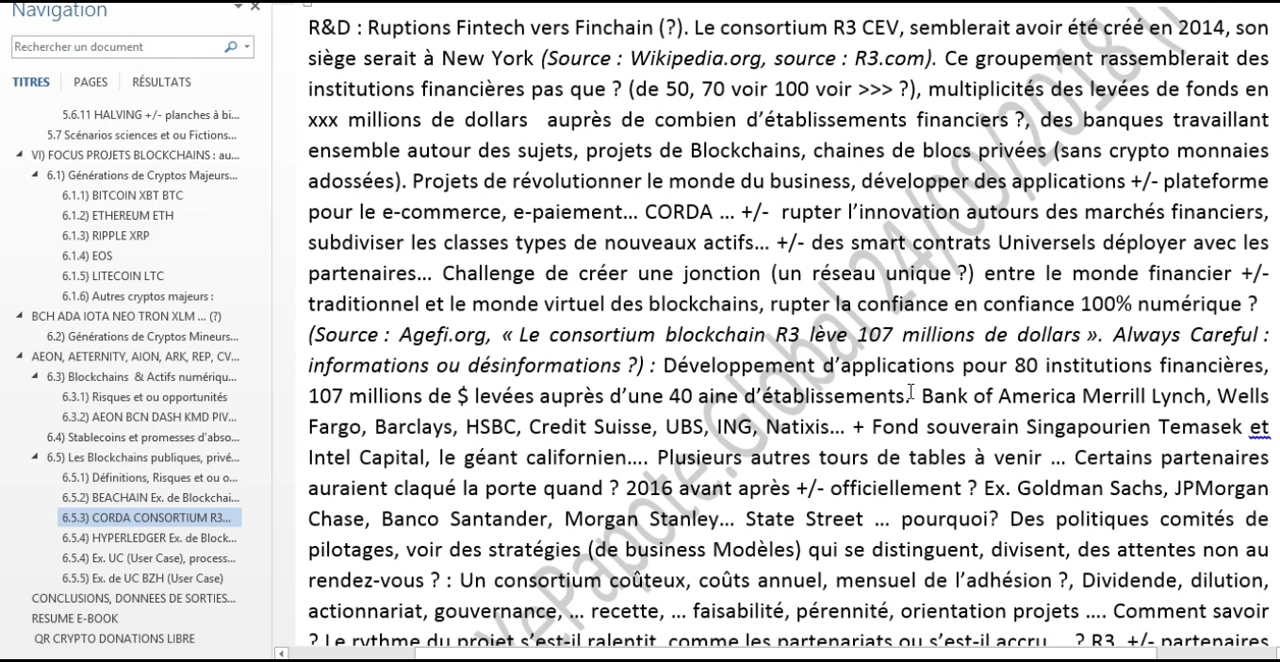 Navigation
Rechercher un document
TITRES PAGES RÉSULTATS
5.6.11 HALVING +/- planches à bi...
5.7 Scénarios sciences et ou Fictions...
VI) FOCUS PROJETS BLOCKCHAINS : au...
6.1) Générations de Cryptos Majeurs...
6.1.1) BITCOIN XBT BTC
6.1.2) ETHEREUM ETH
6.1.3) RIPPLE XRP
6.1.4) EOS
6.1.5) LITECOIN LTC
6.1.6) Autres cryptos majeurs :
BCH ADA IOTA NEO TRON XLM ... (?)
6.2) Générations de Cryptos Mineurs...
AEON, AETERNITY, AION, ARK, REP, CV...
6.3) Blockchains & Actifs numériqu...
6.3.1) Risques et ou opportunités
6.3.2) AEON BCN DASH KMD PIV...
6.4) Stablecoins et promesses d'abso...
6.5) Les Blockchains publiques, privé...
6.5.1) Définitions, Risques et ou o...
6.5.2) BEACHAIN Ex. de Blockchai...
6.5.3) CORDA CONSORTIUM R3...
6.5.4) HYPERLEDGER Ex. de Block...
6.5.4) Ex. UC (User Case), process...
6.5.5) Ex. de UC BZH (User Case)
CONCLUSIONS, DONNEES DE SORTIES...
RESUME E-BOOK
QR CRYPTO DONATIONS LIBRE
R&D : Ruptions Fintech vers Finchain (?). Le consortium R3 CEV, semblerait avoir été créé en 2014, son
siège serait à New York (Source : Wikipedia.org, source : R3.com). Ce groupement rassemblerait des
institutions financières pas que ? (de 50, 70 voir 100 voir >>> ?), multiplicités des levées de fonds en
xxx millions de dollars auprès de combien d'établissements financiers ?, des banques travaillant
ensemble autour des sujets, projets de Blockchains, chaines de blocs privées (sans crypto monnaies
adossées). Projets de révolutionner le monde du business, développer des applications +/- plateforme
pour le e-commerce, e-paiement... CORDA ... +/- rupter l'innovation autours des marchés financiers,
subdiviser les classes types de nouveaux actifs... +/- des smart contrats Universels déployer avec les
partenaires... Challenge de créer une jonction (un réseau unique ?) entre le monde financier +/-
traditionnel et le monde virtuel des blockchains, rupter la confiance en confiance 100% numérique ?
(Source : Agefi.org, « Le consortium blockchain R3 lève 107 millions de dollars ». Always Careful :
informations ou désinformations ?) : Développement d'applications pour 80 institutions financières,
107 millions de $ levées auprès d'une 40 aine d'établissements. Bank of America Merrill Lynch, Wells
Fargo, Barclays, HSBC, Credit Suisse, UBS, ING, Natixis... + Fond souverain Singapourien Temasek et
Intel Capital, le géant californien.... Plusieurs autres tours de tables à venir ... Certains partenaires
auraient claqué la porte quand ? 2016 avant après +/- officiellement ? Ex. Goldman Sachs, JPMorgan
Chase, Banco Santander, Morgan Stanley... State Street ... pourquoi? Des politiques comités de
pilotages, voir des stratégies (de business Modèles) qui se distinguent, divisent, des attentes non au
rendez-vous ? : Un consortium coûteux, coûts annuel, mensuel de l'adhésion ?, Dividende, dilution,
actionnariat, gouvernance, ... recette, ... faisabilité, pérennité, orientation projets .... Comment savoir
? Le rythme du projet s'est-il ralentit, comme les partenariats ou s'est-il accru ... ? R3, +/- partenaires
YePapote.Global 24/09/2018